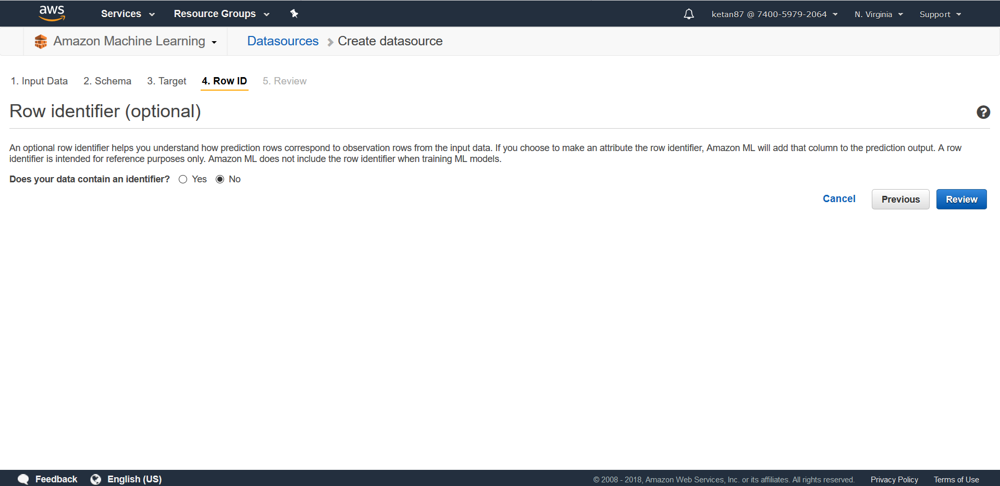 aws Services Resource Groups ketan87 @ 7400-5979-2064 N. Virginia Support
Amazon Machine Learning Datasources Create datasource
1. Input Data 2. Schema 3. Target 4. Row ID 5. Review
Row identifier (optional)
An optional row identifier helps you understand how prediction rows correspond to observation rows from the input data. If you choose to make an attribute the row identifier, Amazon ML will add that column to the prediction output. A row
identifier is intended for reference purposes only. Amazon ML does not include the row identifier when training ML models.
Does your data contain an identifier? Yes No
Cancel Previous Review
Feedback English (US) © 2008 - 2018, Amazon Web Services, Inc. or its affiliates. All rights reserved. Privacy Policy Terms of Use